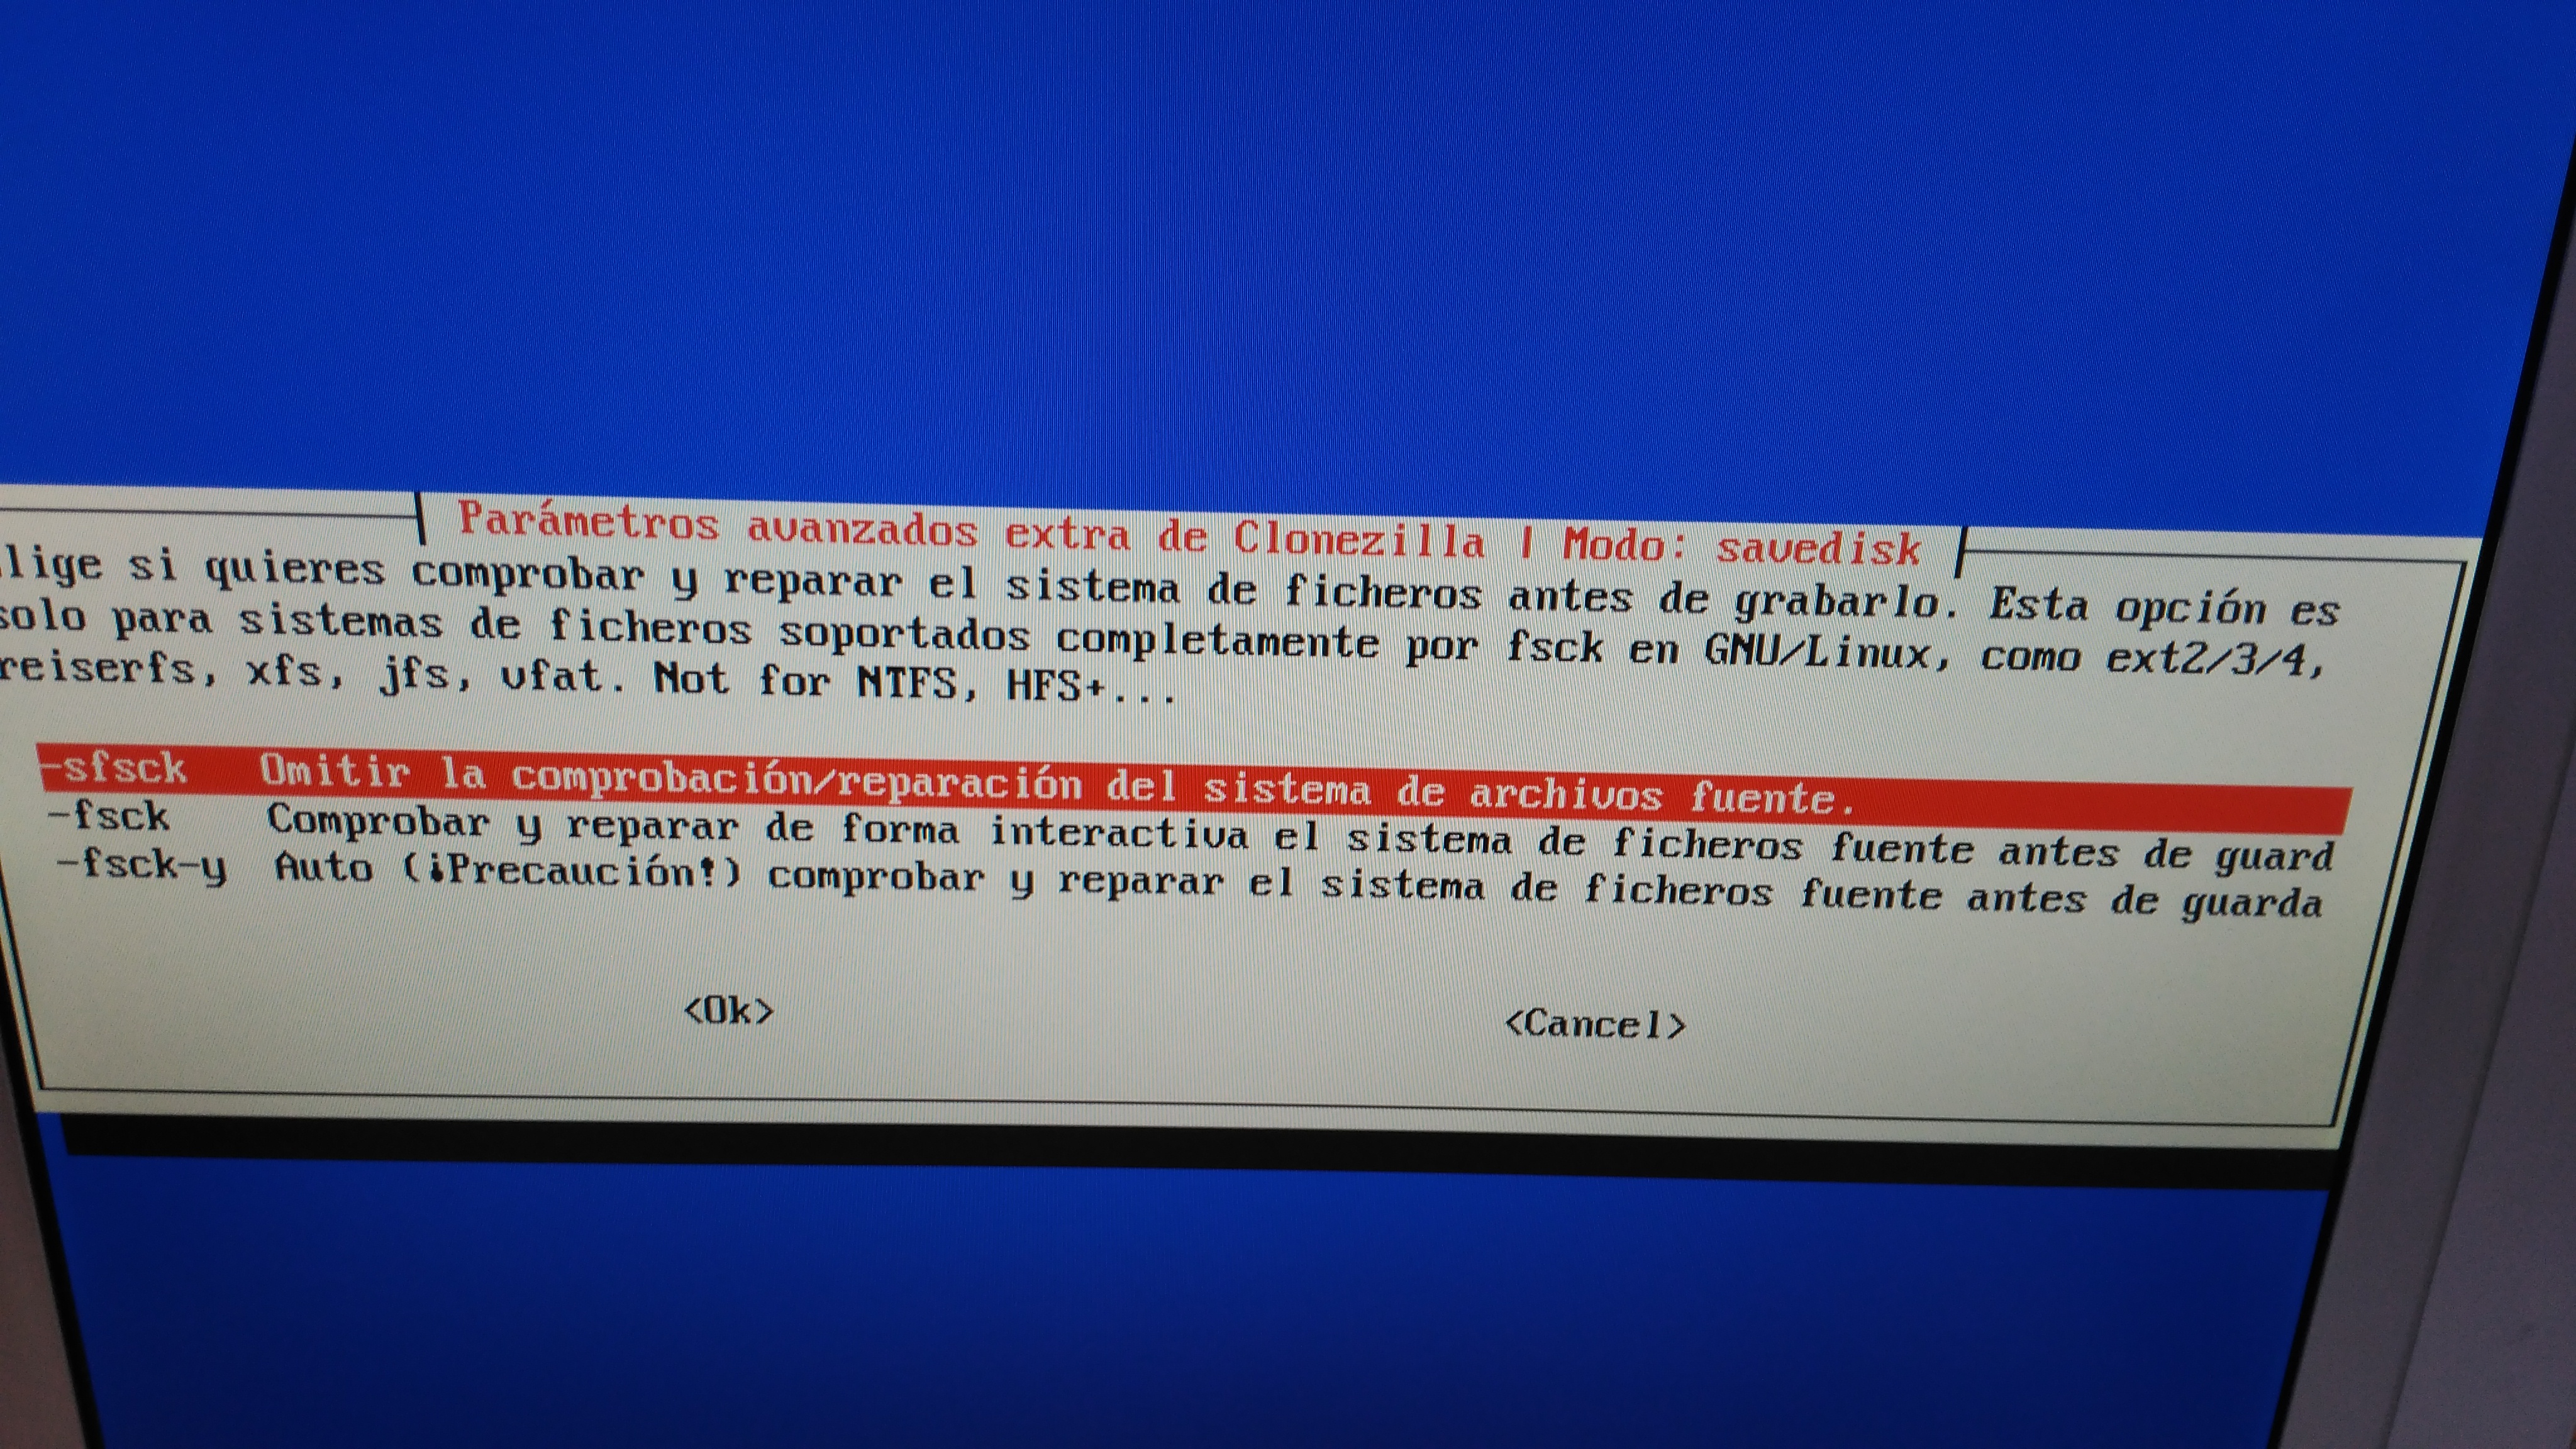 Parámetros avanzados extra de Clonezilla | Modo: savedisk
lige si quieres comprobar y reparar el sistema de ficheros antes de grabarlo. Esta opción es
solo para sistemas de ficheros soportados completamente por fsck en GNU/Linux, como ext2/3/4,
reiserfs, xfs, jfs, vfat. Not for NTFS, HFS+...
-sfsck Omitir la comprobación/reparación del sistema de archivos fuente.
-fsck Comprobar y reparar de forma interactiva el sistema de ficheros fuente antes de guard
-fsck-y Auto (¡Precaución!) comprobar y reparar el sistema de ficheros fuente antes de guarda
<Ok> <Cancel>